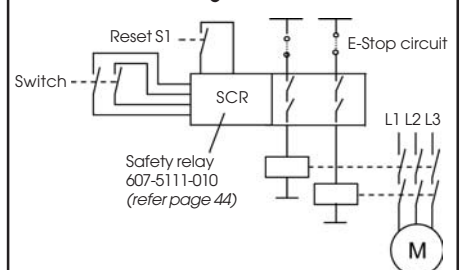 Reset S1
E-Stop circuit
Switch
SCR
L1 L2 L3
Safety relay
607-5111-010
(refer page 44)
M